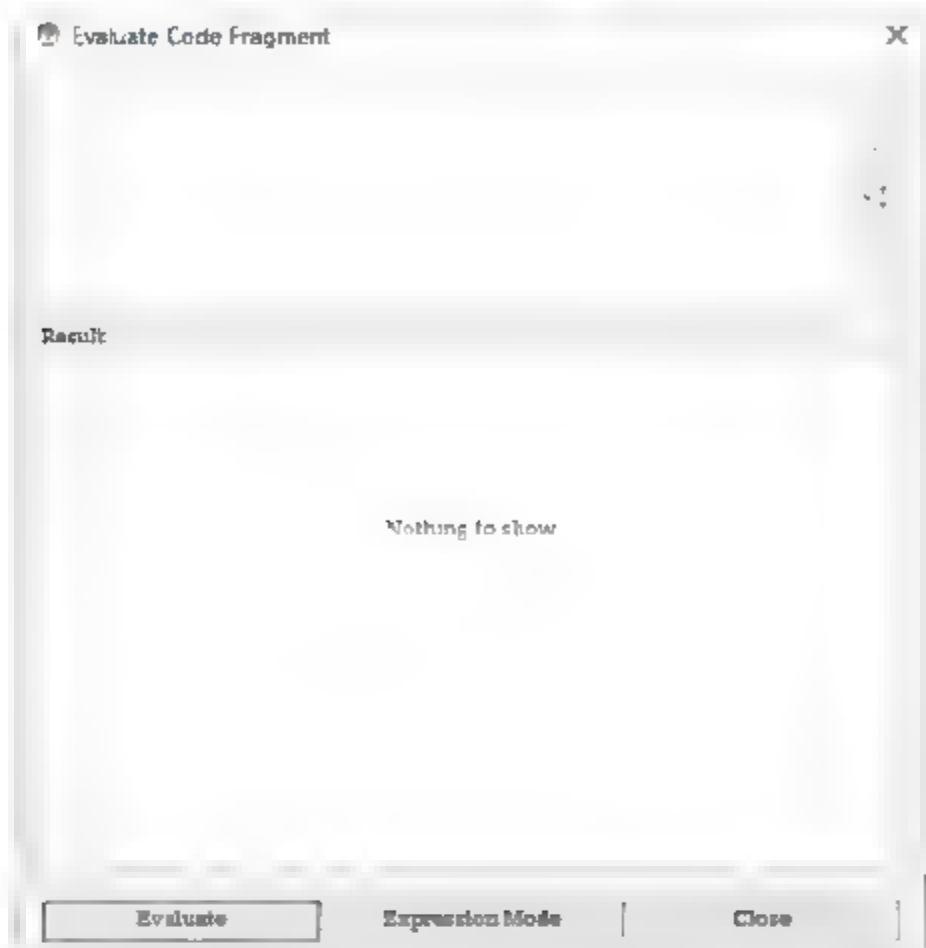 Evaluate Code Fragment
Result
Nothing to show
Evaluate
Expression Mode
Close